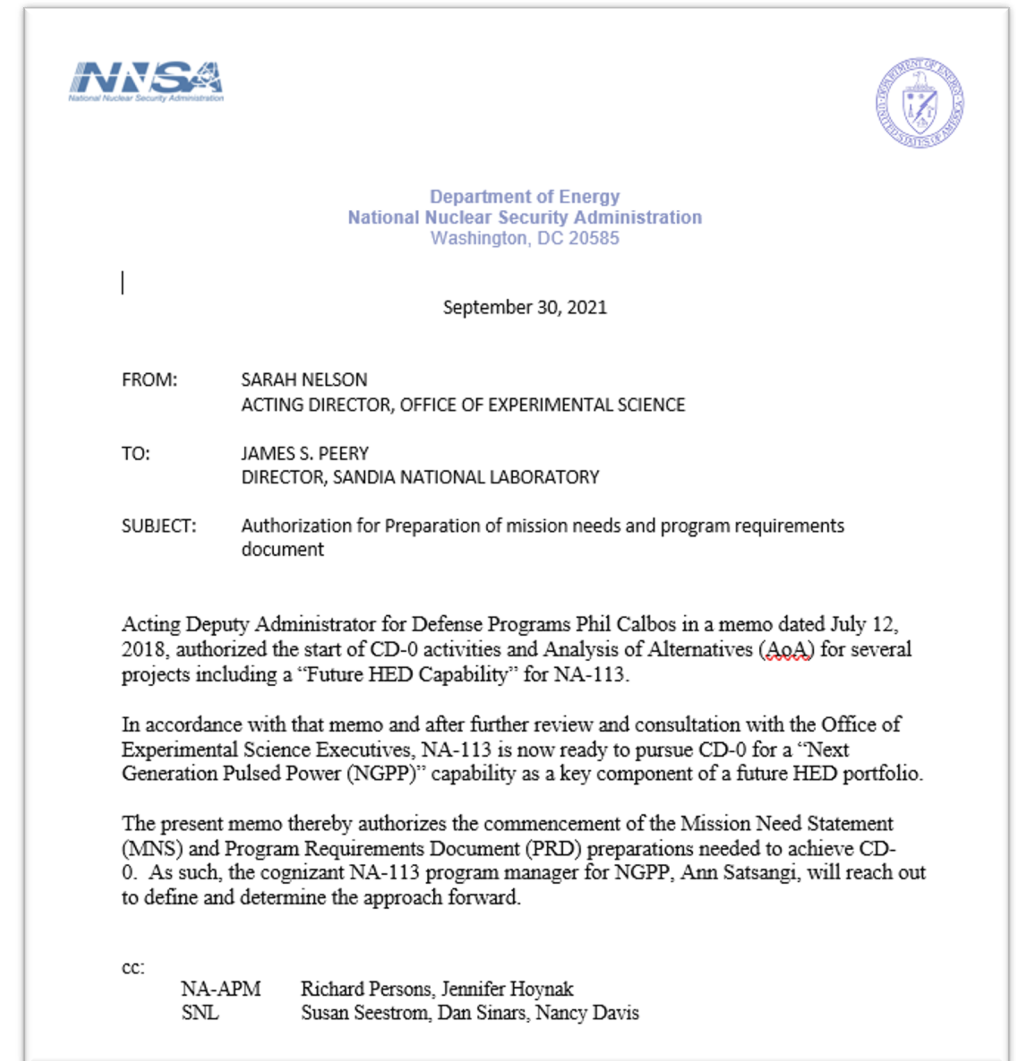 NNSA
National Nuclear Security Administration
DEPARTMENT OF ENERGY
UNITED STATES OF AMERICA
Department of Energy
National Nuclear Security Administration
Washington, DC 20585
September 30, 2021
FROM: SARAH NELSON
ACTING DIRECTOR, OFFICE OF EXPERIMENTAL SCIENCE
TO: JAMES S. PEERY
DIRECTOR, SANDIA NATIONAL LABORATORY
SUBJECT: Authorization for Preparation of mission needs and program requirements
document
Acting Deputy Administrator for Defense Programs Phil Calbos in a memo dated July 12,
2018, authorized the start of CD-0 activities and Analysis of Alternatives (AoA) for several
projects including a “Future HED Capability” for NA-113.
In accordance with that memo and after further review and consultation with the Office of
Experimental Science Executives, NA-113 is now ready to pursue CD-0 for a “Next
Generation Pulsed Power (NGPP)” capability as a key component of a future HED portfolio.
The present memo thereby authorizes the commencement of the Mission Need Statement
(MNS) and Program Requirements Document (PRD) preparations needed to achieve CD-
0.  As such, the cognizant NA-113 program manager for NGPP, Ann Satsangi, will reach out
to define and determine the approach forward.
cc:
NA-APM Richard Persons, Jennifer Hoynak
SNL Susan Seestrom, Dan Sinars, Nancy Davis